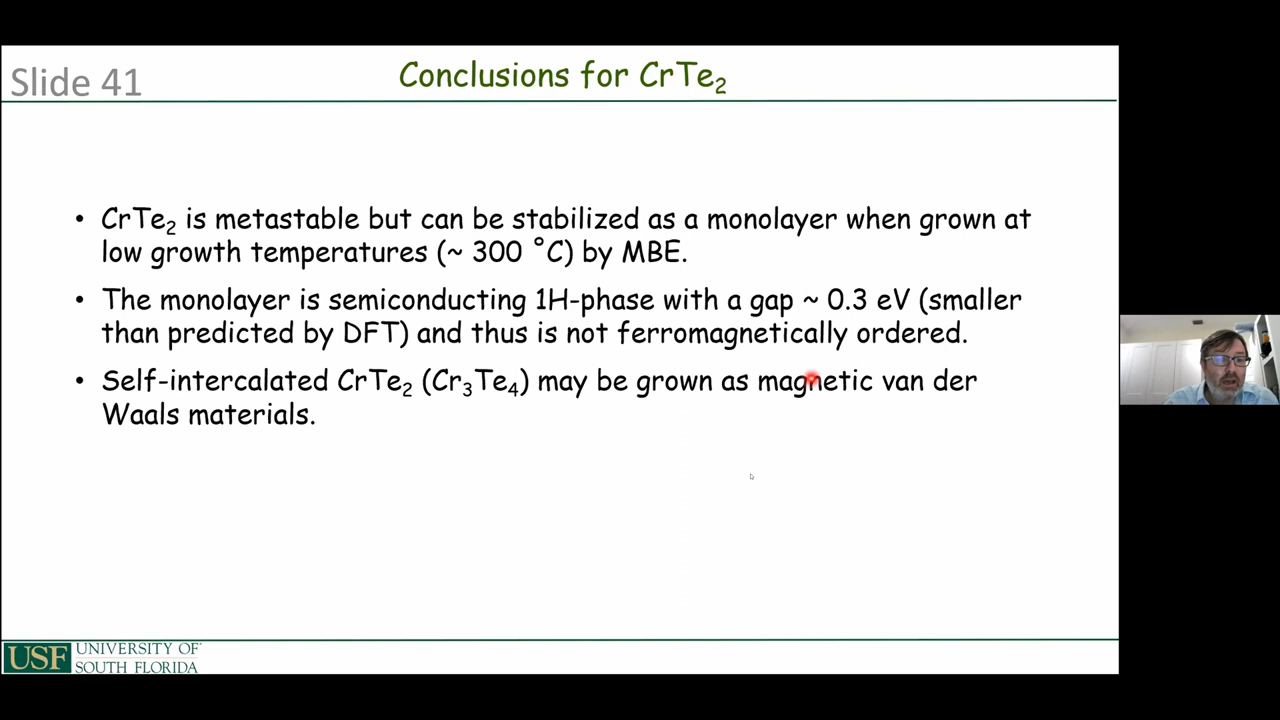 Slide 41
Conclusions for CrTe₂
• CrTe₂ is metastable but can be stabilized as a monolayer when grown at
low growth temperatures (~ 300 °C) by MBE.
• The monolayer is semiconducting 1H-phase with a gap ~ 0.3 eV (smaller
than predicted by DFT) and thus is not ferromagnetically ordered.
• Self-intercalated CrTe₂ (Cr₃Te₄) may be grown as magnetic van der
Waals materials.
USF UNIVERSITY OF
SOUTH FLORIDA